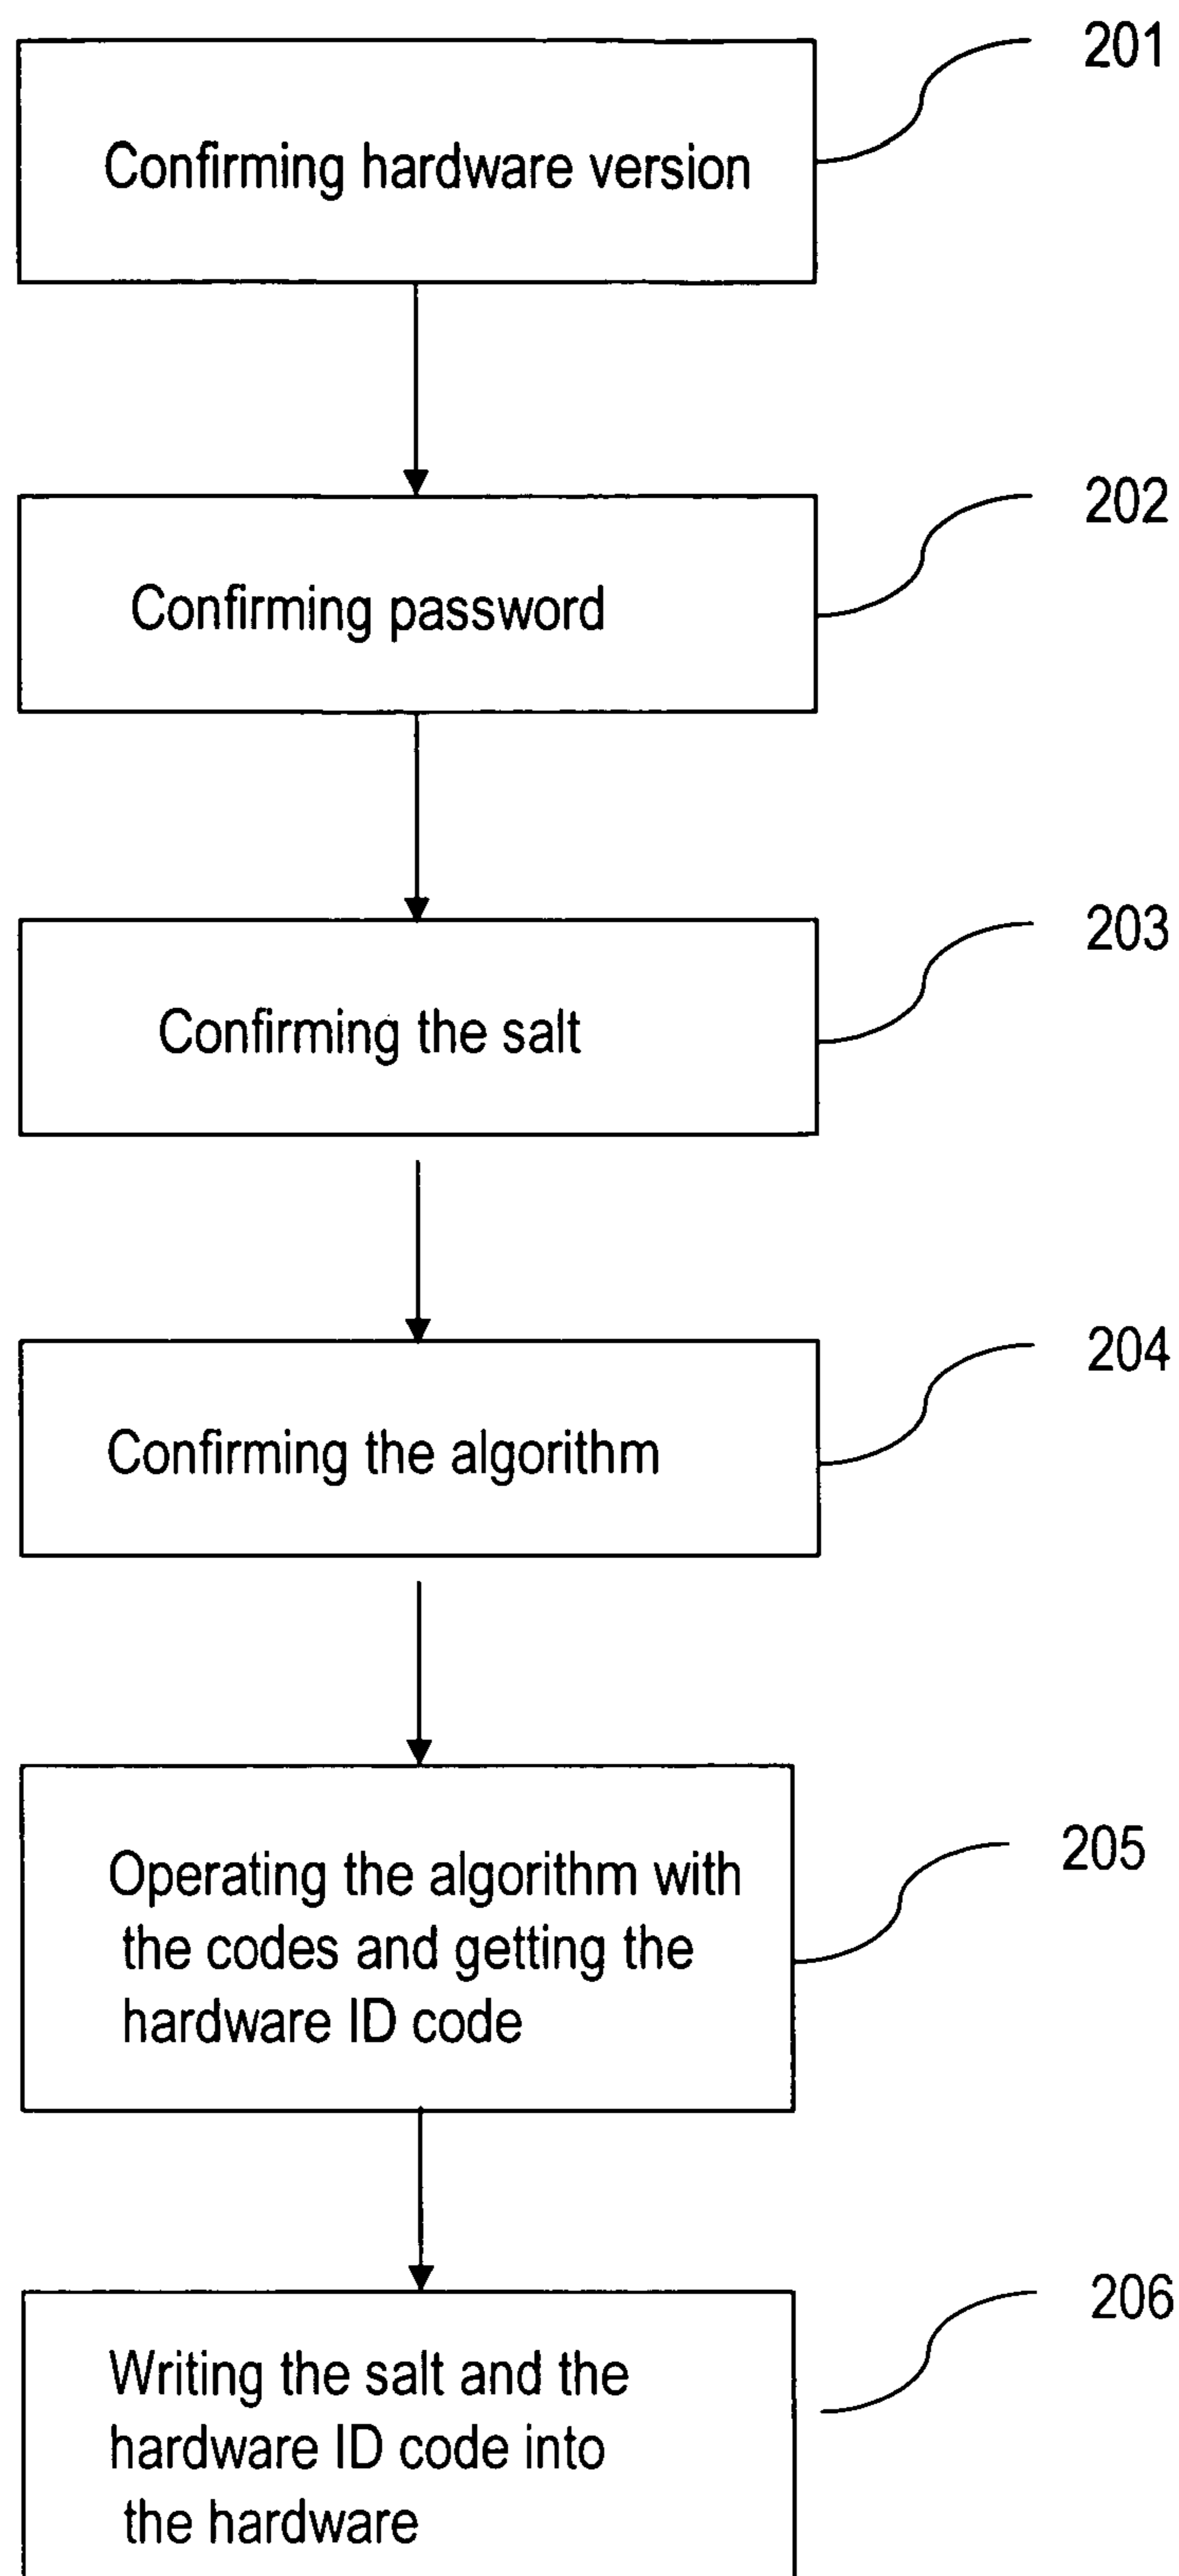 201
Confirming hardware version
202
Confirming password
203
Confirming the salt
204
Confirming the algorithm
205
Operating the algorithm with
the codes and getting the
hardware ID code
206
Writing the salt and the
hardware ID code into
the hardware